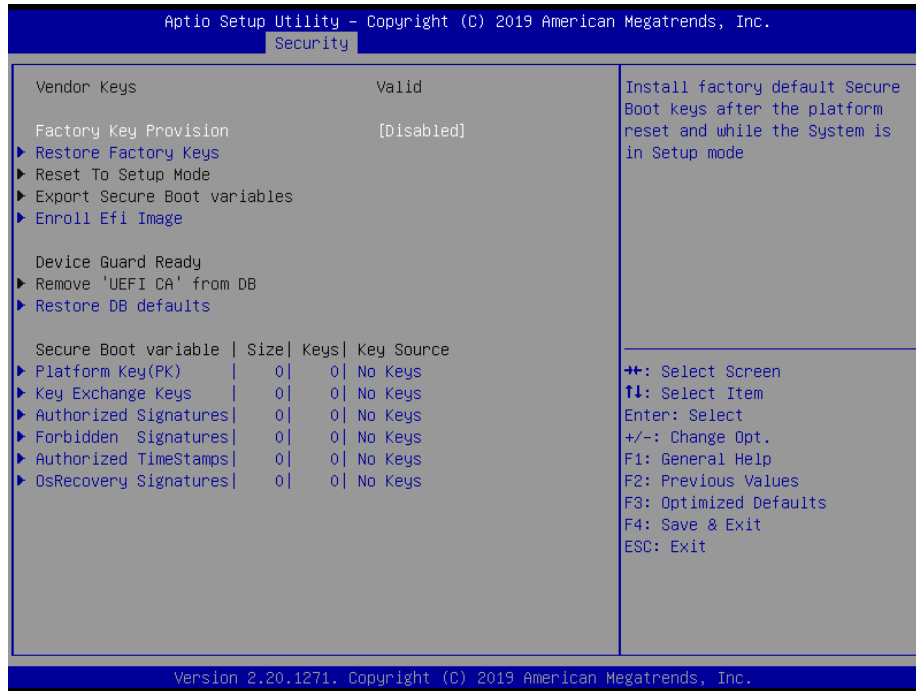 Aptio Setup Utility – Copyright (C) 2019 American Megatrends, Inc.
Security
Vendor Keys Valid
Factory Key Provision [Disabled]
Restore Factory Keys
Reset To Setup Mode
Export Secure Boot variables
Enroll Efi Image
Device Guard Ready
Remove 'UEFI CA' from DB
Restore DB defaults
Secure Boot variable | Size| Keys| Key Source
Platform Key(PK) | 0| 0| No Keys
Key Exchange Keys | 0| 0| No Keys
Authorized Signatures| 0| 0| No Keys
Forbidden Signatures| 0| 0| No Keys
Authorized TimeStamps| 0| 0| No Keys
OsRecovery Signatures| 0| 0| No Keys
Install factory default Secure
Boot keys after the platform
reset and while the System is
in Setup mode
→←: Select Screen
↑↓: Select Item
Enter: Select
+/-: Change Opt.
F1: General Help
F2: Previous Values
F3: Optimized Defaults
F4: Save & Exit
ESC: Exit
Version 2.20.1271. Copyright (C) 2019 American Megatrends, Inc.